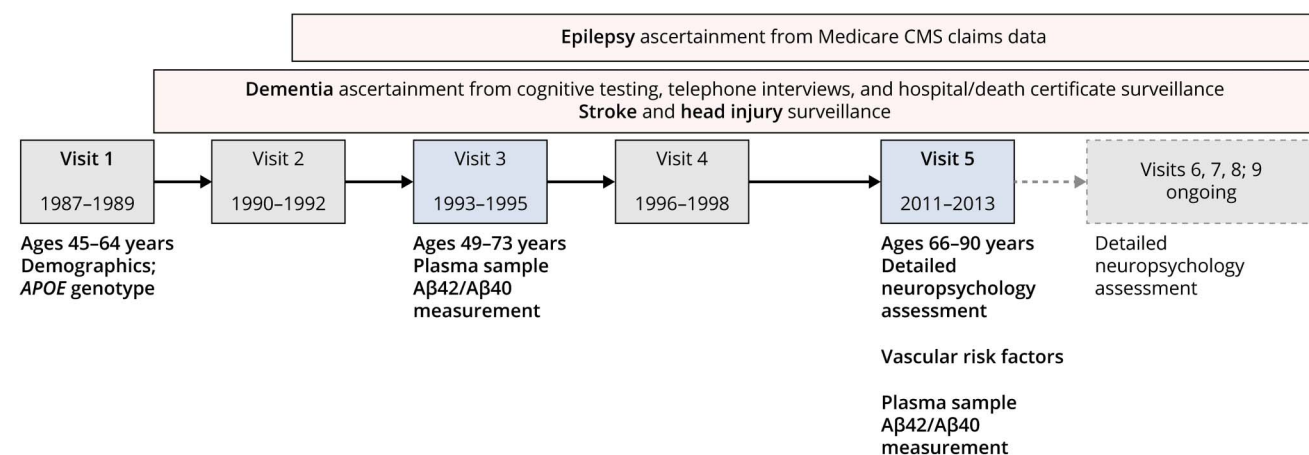 Epilepsy ascertainment from Medicare CMS claims data
Dementia ascertainment from cognitive testing, telephone interviews, and hospital/death certificate surveillance
Stroke and head injury surveillance
Visit 1
1987–1989
Ages 45–64 years
Demographics;
APOE genotype
Visit 2
1990–1992
Visit 3
1993–1995
Ages 49–73 years
Plasma sample
Aβ42/Aβ40
measurement
Visit 4
1996–1998
Visit 5
2011–2013
Ages 66–90 years
Detailed
neuropsychology
assessment
Vascular risk factors
Plasma sample
Aβ42/Aβ40
measurement
Visits 6, 7, 8; 9
ongoing
Detailed
neuropsychology
assessment